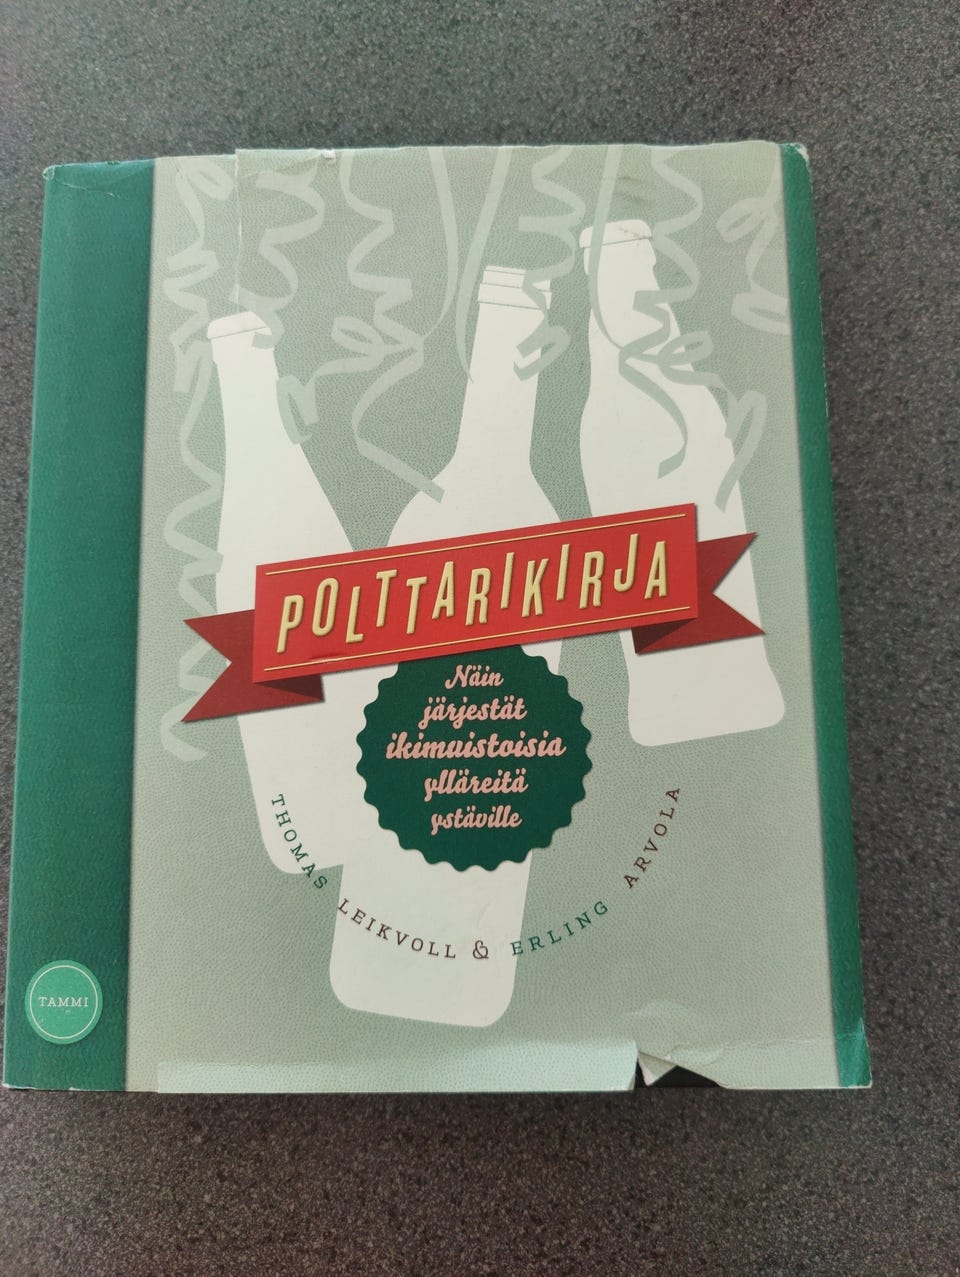 POLTTARIKIRJA
Näin
järjestät
ikimuistoisia
ylläreitä
ystäville
THOMAS LEIKVOLL & ERLING ARVOLA
TAMMI